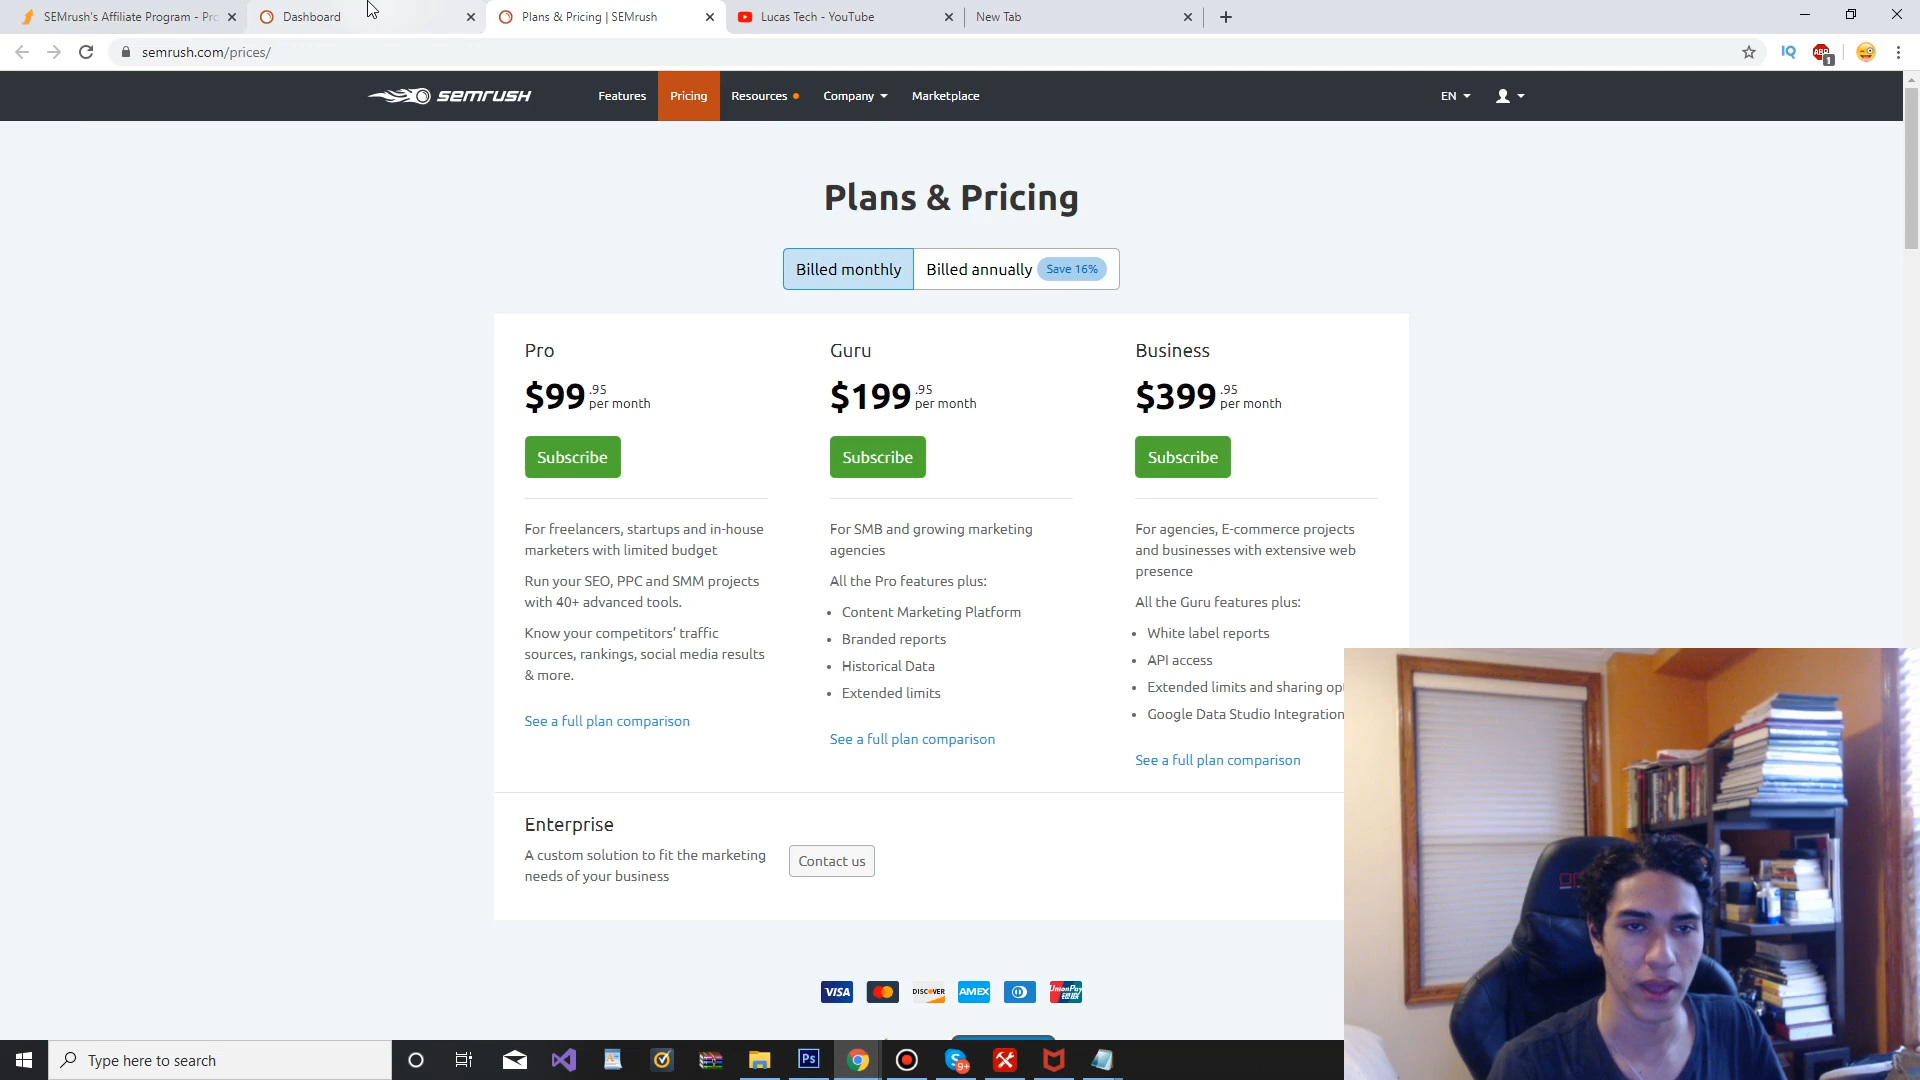 SEMrush's Affiliate Program - Pro
Dashboard
Plans & Pricing | SEMrush
Lucas Tech - YouTube
New Tab
semrush.com/prices/
IQ
ABP
1
semrush
Features
Pricing
Resources
Company
Marketplace
EN
Plans & Pricing
Billed monthly
Billed annually
Save 16%
Pro
$99 .95
per month
Subscribe
For freelancers, startups and in-house
marketers with limited budget
Run your SEO, PPC and SMM projects
with 40+ advanced tools.
Know your competitors’ traffic
sources, rankings, social media results
& more.
See a full plan comparison
Guru
$199 .95
per month
Subscribe
For SMB and growing marketing
agencies
All the Pro features plus:
• Content Marketing Platform
• Branded reports
• Historical Data
• Extended limits
See a full plan comparison
Business
$399 .95
per month
Subscribe
For agencies, E-commerce projects
and businesses with extensive web
presence
All the Guru features plus:
• White label reports
• API access
• Extended limits and sharing op
• Google Data Studio Integration
See a full plan comparison
Enterprise
A custom solution to fit the marketing
needs of your business
Contact us
VISA
DISCOVER
AMEX
UnionPay
Type here to search
Ps
S
9+